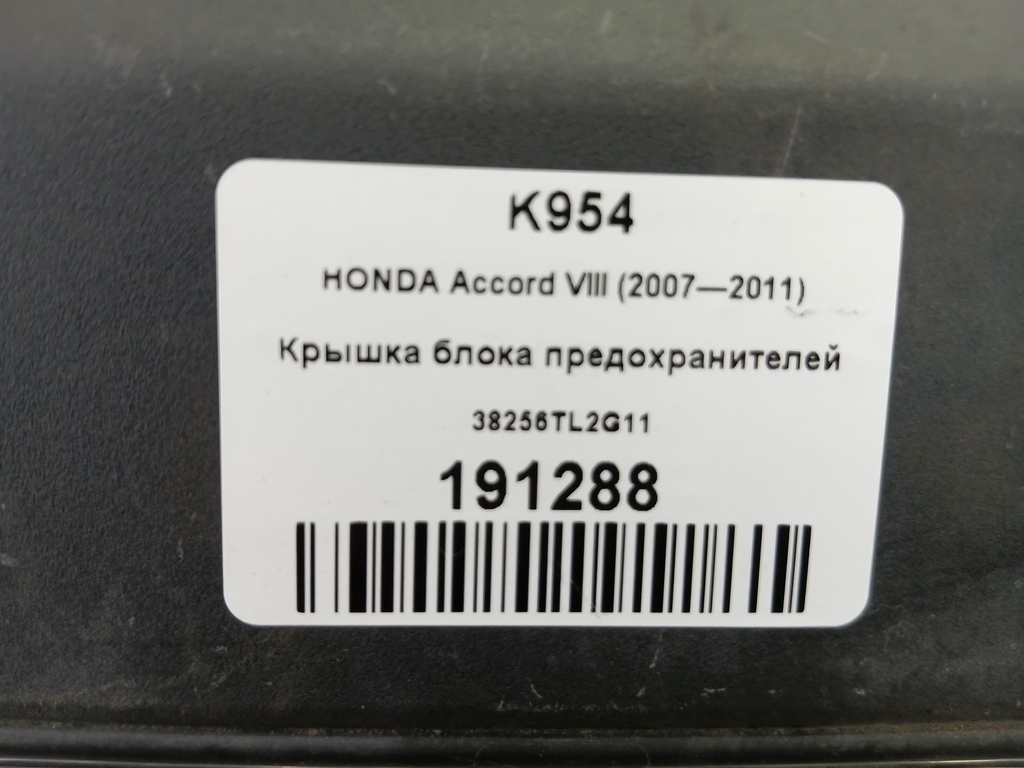 K954
HONDA Accord VIII (2007—2011)
Крышка блока предохранителей
38256TL2G11
191288